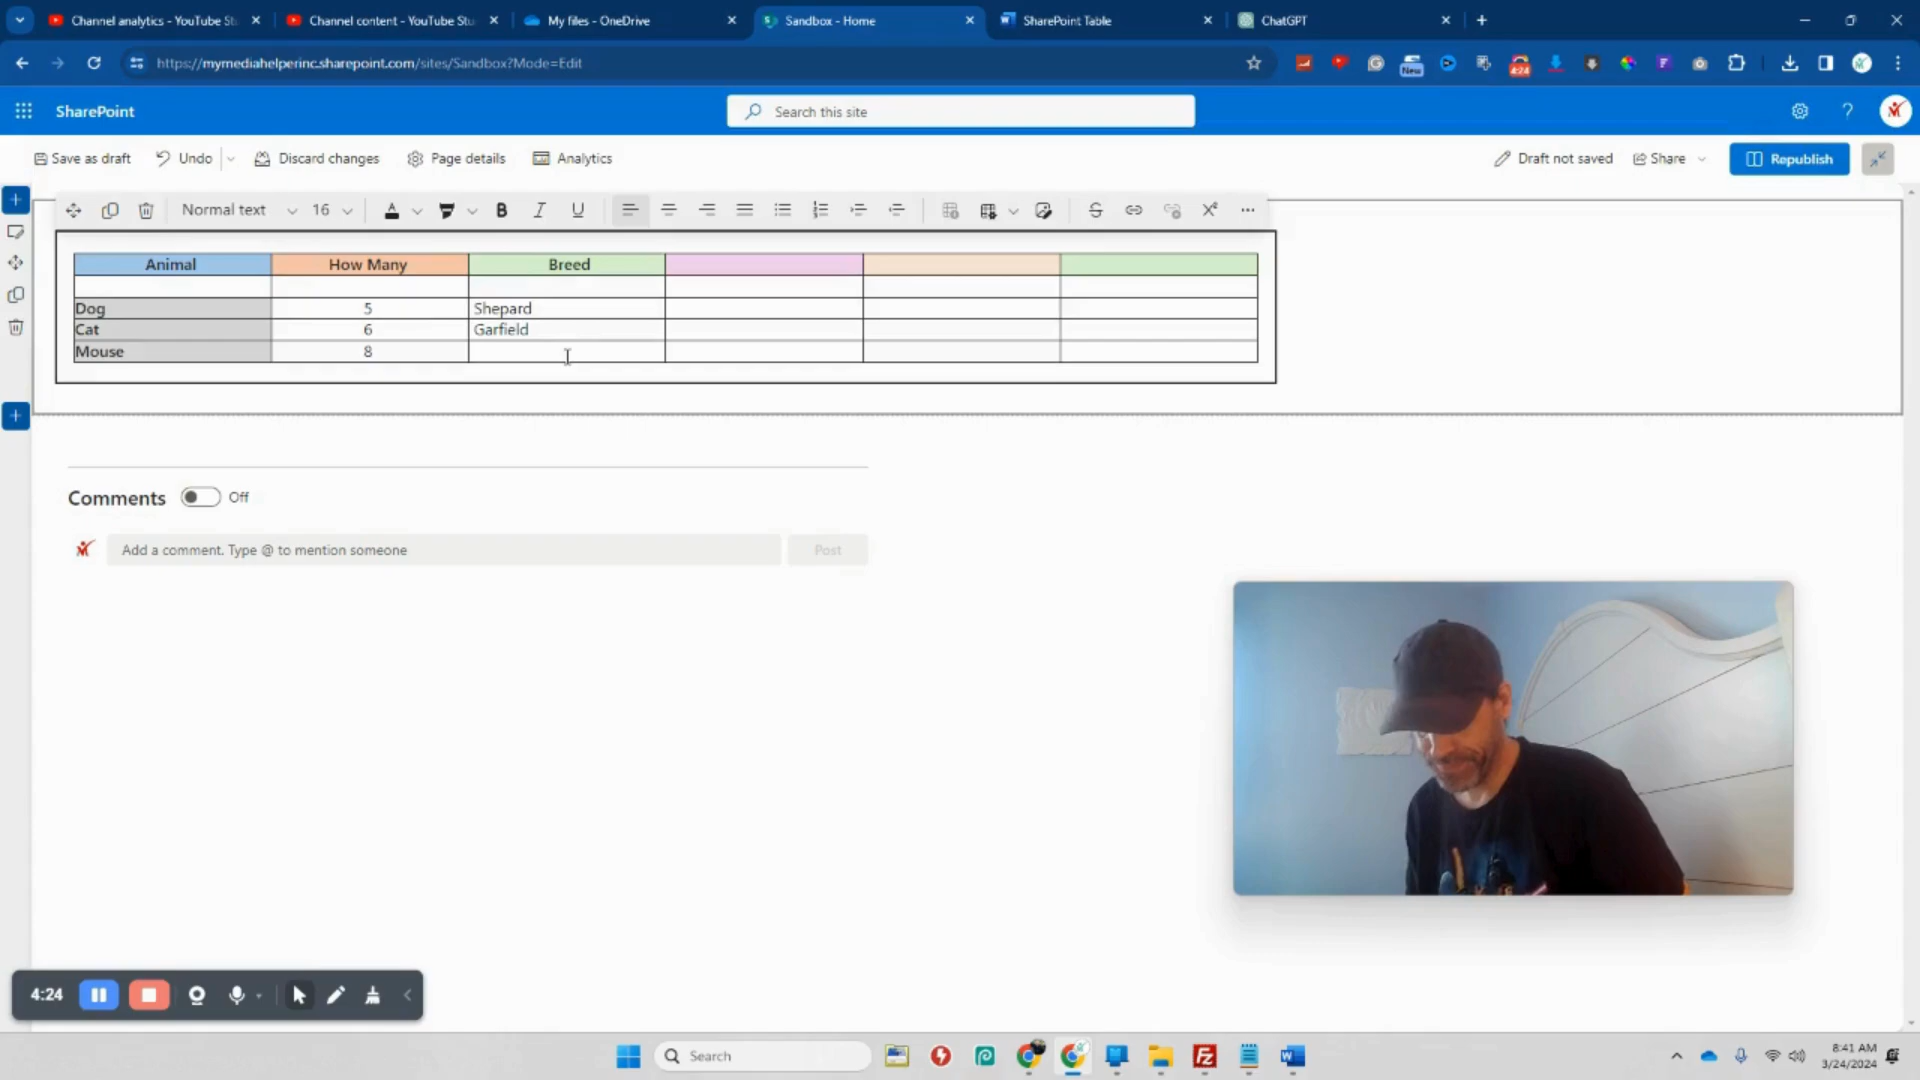 Channel analytics - YouTube St
Channel content - YouTube Stu
My files - OneDrive
Sandbox - Home
SharePoint Table
ChatGPT
https://mymediahelperinc.sharepoint.com/sites/Sandbox?Mode=Edit
New
4:24
SharePoint
Search this site
?
Save as draft
Undo
Discard changes
Page details
Analytics
Draft not saved
Share
Republish
Normal text
16
A
B
I
U
Animal
How Many
Breed
Dog
5
Shepard
Cat
6
Garfield
Mouse
8
Comments
Off
Add a comment. Type @ to mention someone
Post
4:24
Search
8:41 AM
3/24/2024